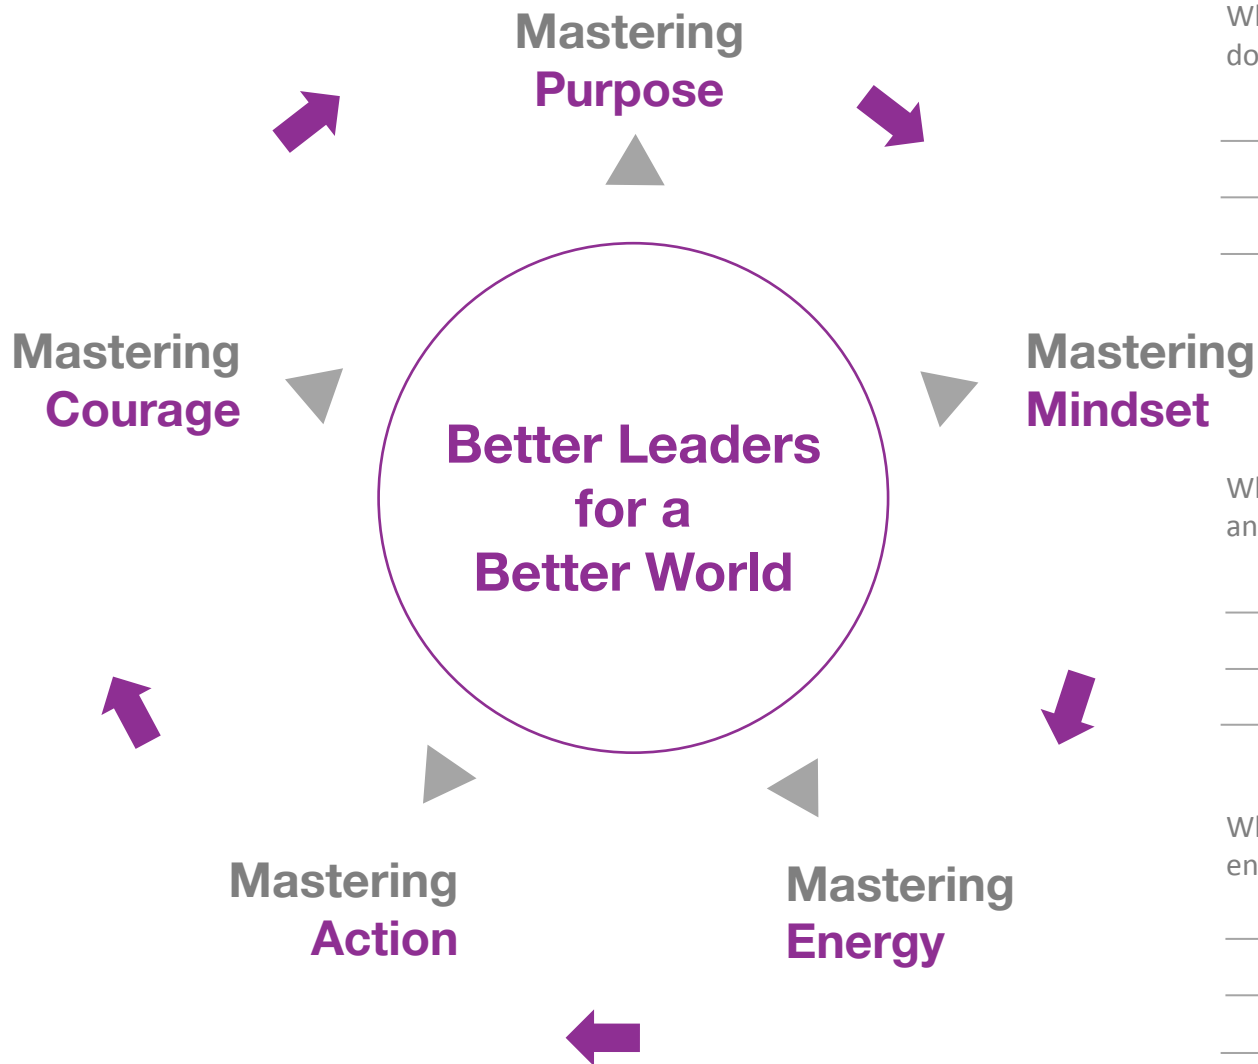 Mastering
Purpose
Mastering
Mindset
Mastering
Energy
Mastering
Action
Mastering
Courage
Better Leaders
for a
Better World